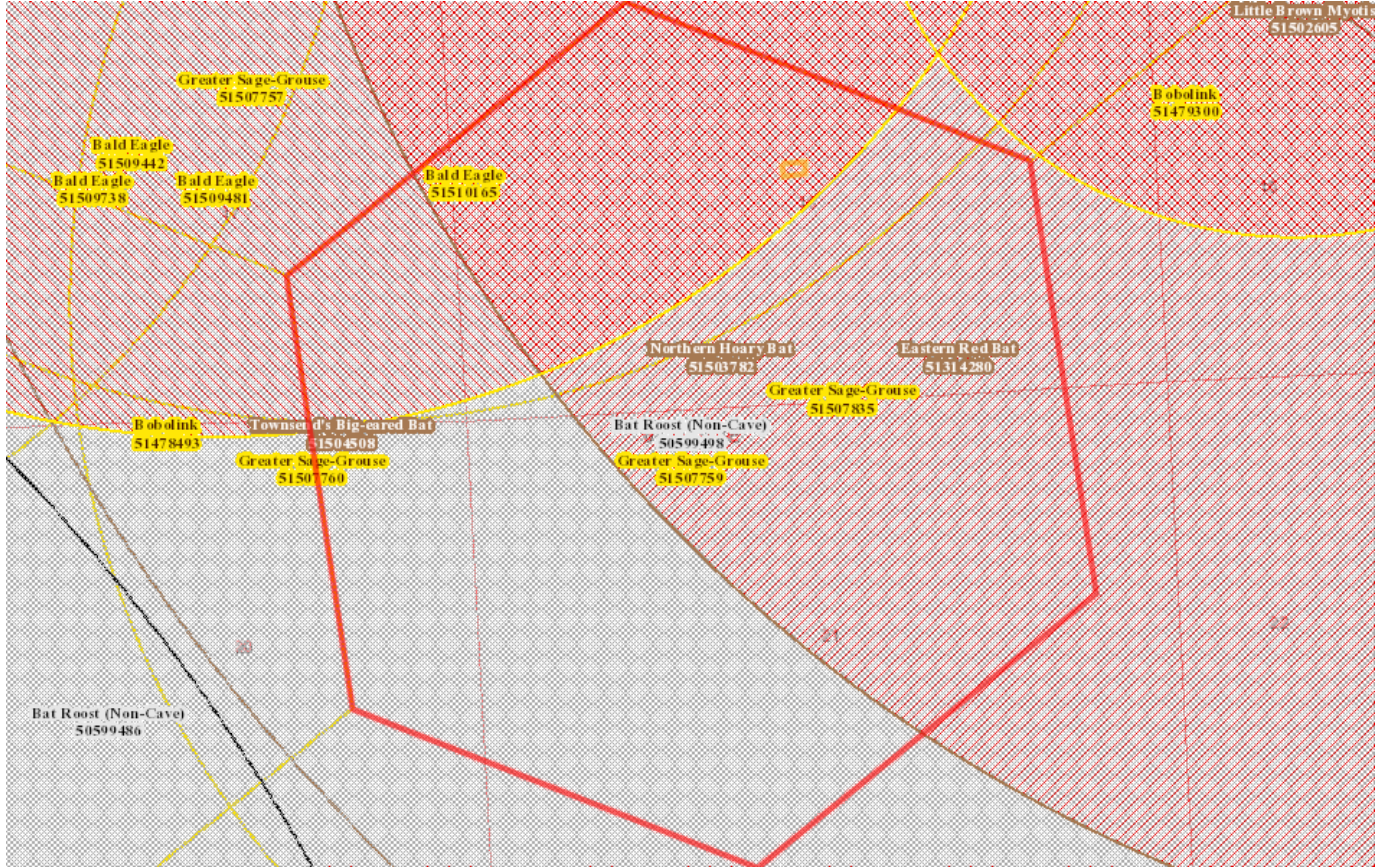 Little Brown Myotis
51502605
Greater Sage-Grouse
51507757
Bobolink
51479300
Bald Eagle
51509442
Bald Eagle
51509738
Bald Eagle
51509481
Bald Eagle
51510165
16
Northern Hoary Bat
51503782
Eastern Red Bat
51314280
Greater Sage-Grouse
51507835
Bobolink
51478493
Townsend's Big-eared Bat
51504508
Greater Sage-Grouse
51507760
Bat Roost (Non-Cave)
50599498
Greater Sage-Grouse
51507759
20
21
22
Bat Roost (Non-Cave)
50599486